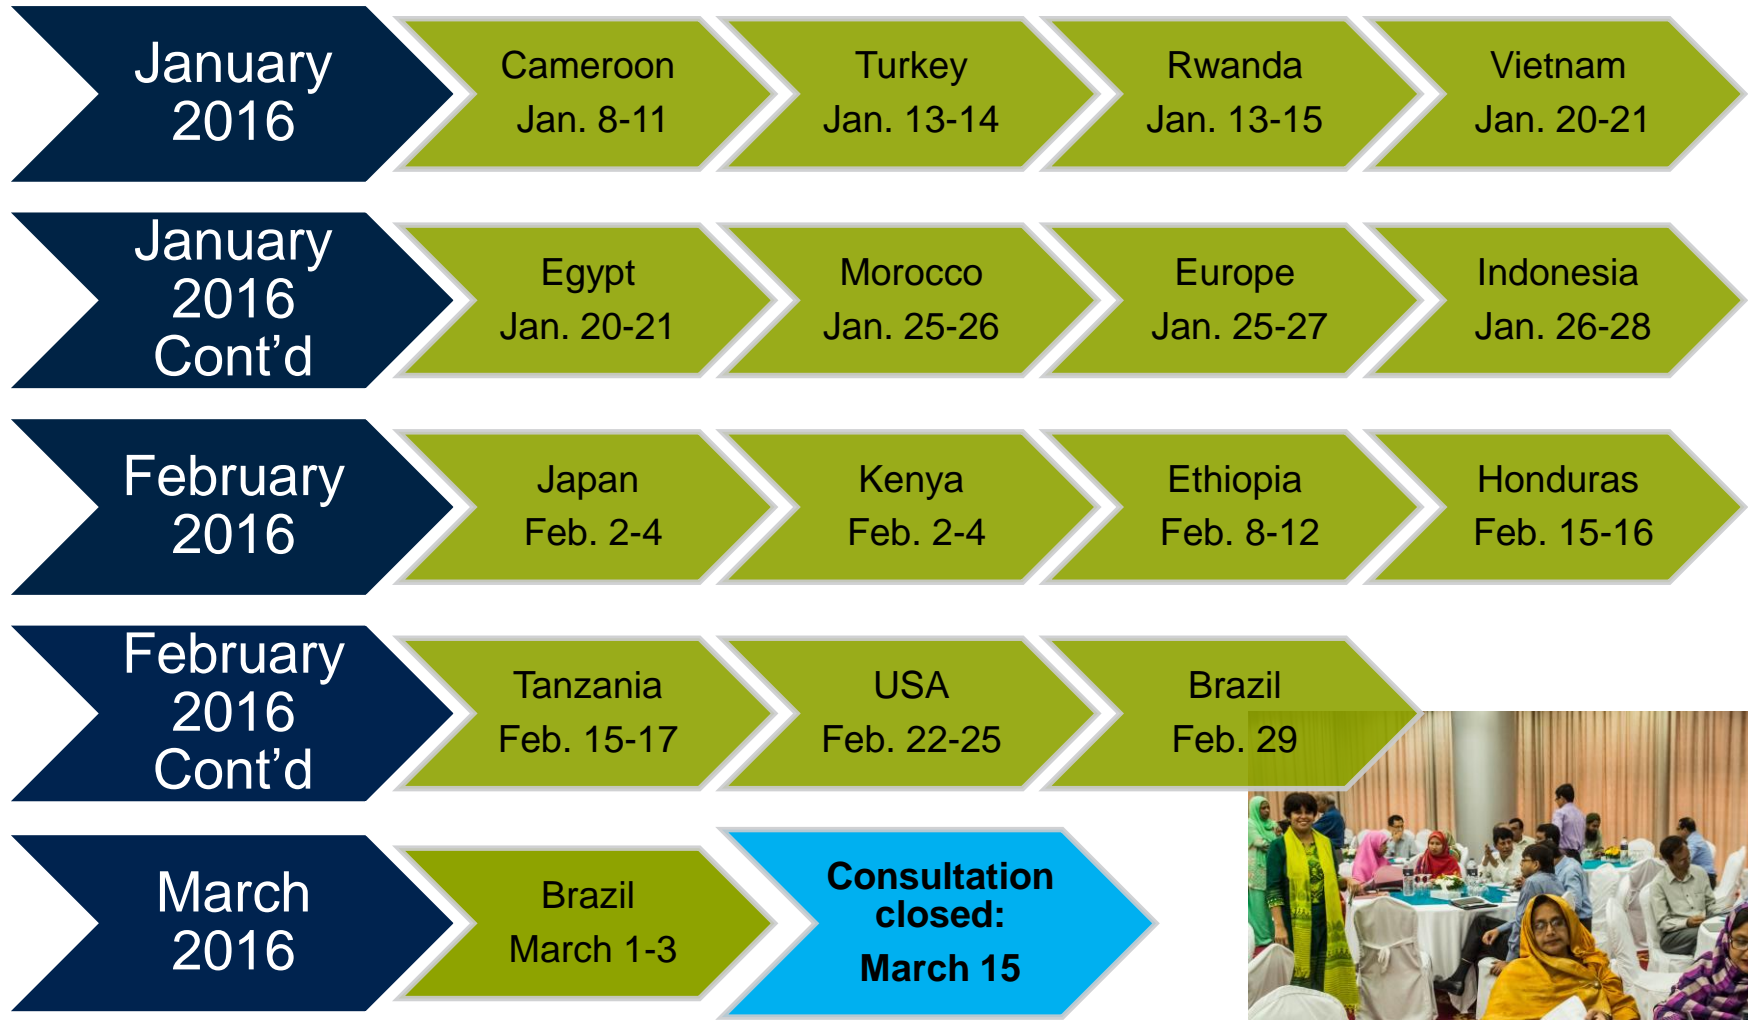 January
2016
Cameroon
Jan. 8-11
Turkey
Jan. 13-14
Rwanda
Jan. 13-15
Vietnam
Jan. 20-21
January
2016
Cont’d
Egypt
Jan. 20-21
Morocco
Jan. 25-26
Europe
Jan. 25-27
Indonesia
Jan. 26-28
February
2016
Japan
Feb. 2-4
Kenya
Feb. 2-4
Ethiopia
Feb. 8-12
Honduras
Feb. 15-16
February
2016
Cont’d
Tanzania
Feb. 15-17
USA
Feb. 22-25
Brazil
Feb. 29
March
2016
Brazil
March 1-3
Consultation
closed:
March 15